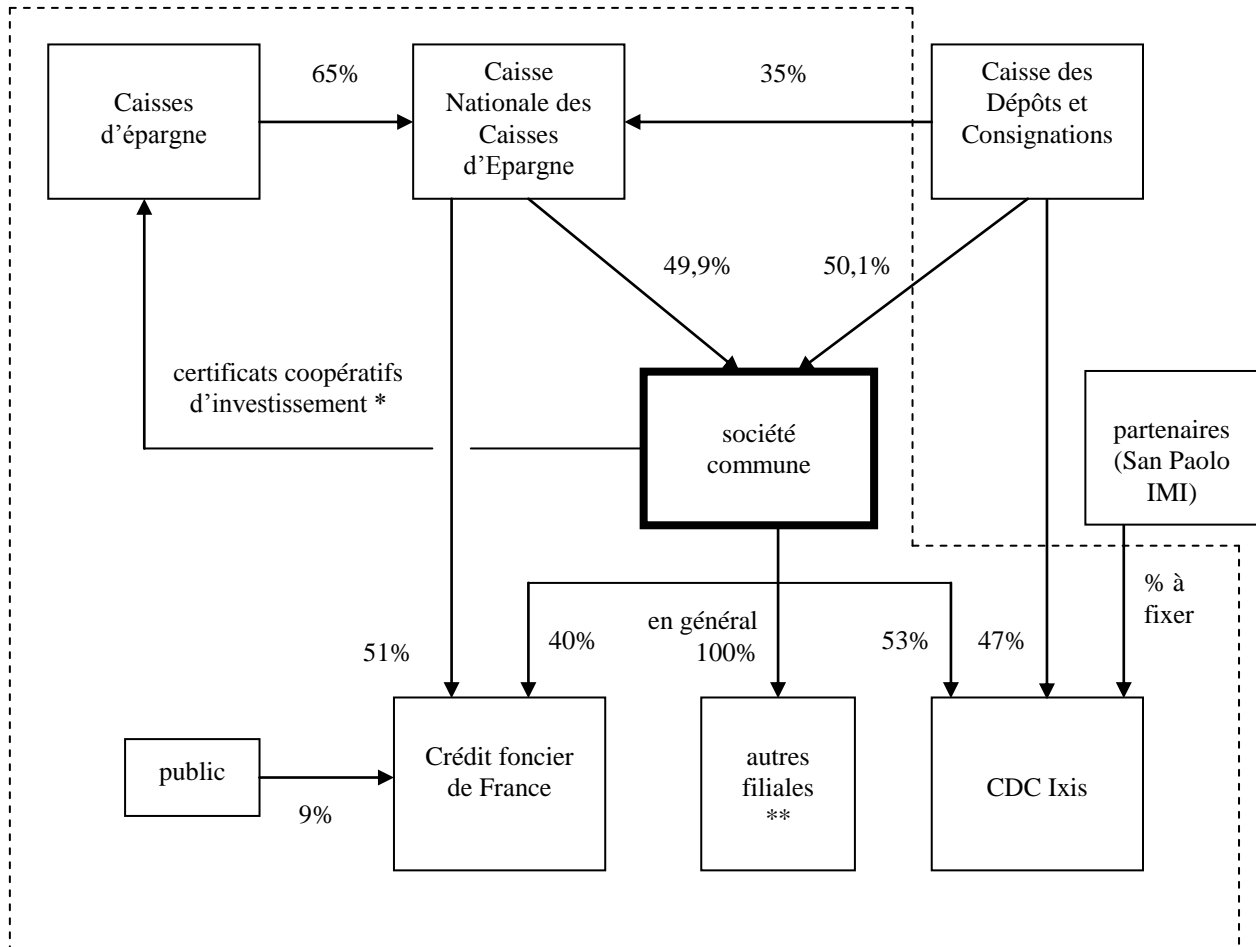 Caisses
d’épargne
65%
Caisse
Nationale des
Caisses
d’Epargne
35%
Caisse des
Dépôts et
Consignations
49,9%
50,1%
certificats coopératifs
d’investissement *
société
commune
partenaires
(San Paolo
IMI)
% à
fixer
51%
40%
en général
100%
53%
47%
public
9%
Crédit foncier
de France
autres
filiales
**
CDC Ixis